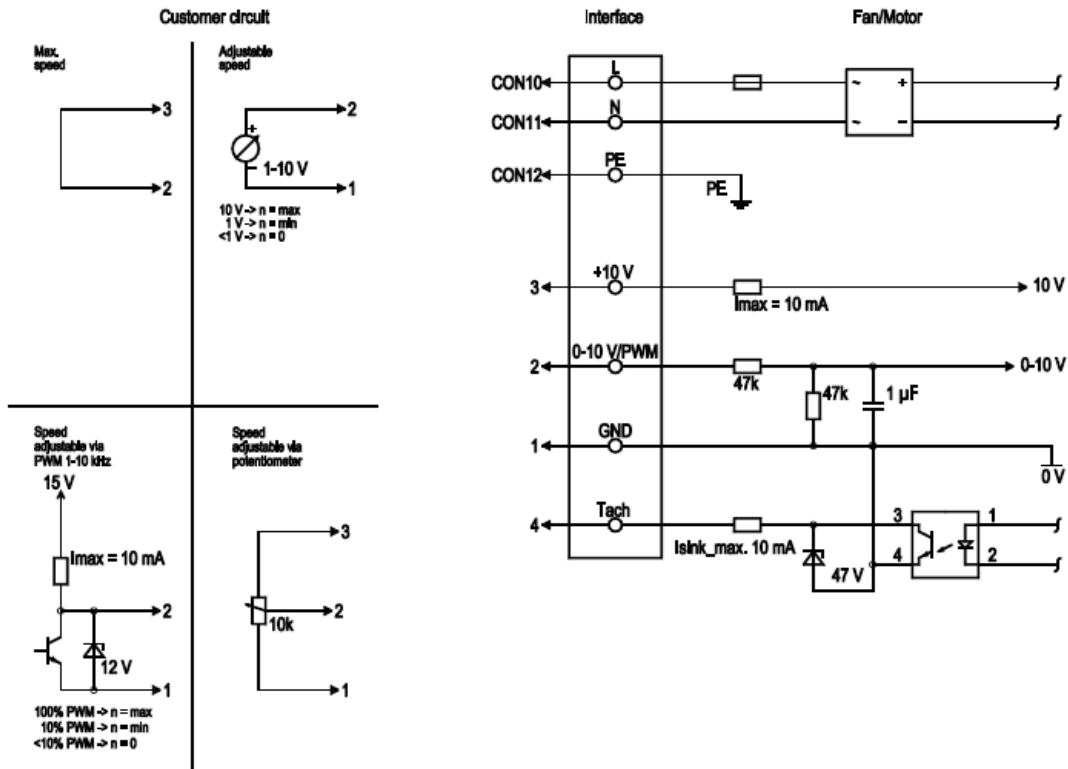 Customer circuit
Interface
Fan/Motor
Max.
speed
3
2
Adjustable
speed
2
+
1-10 V
−
1
10 V -> n = max
1 V -> n = min
<1 V -> n = 0
Speed
adjustable via
PWM 1-10 kHz
15 V
Imax = 10 mA
2
12 V
1
100% PWM -> n = max
10% PWM -> n = min
<10% PWM -> n = 0
Speed
adjustable via
potentiometer
3
2
10k
1
L
CON10
~ +
N
CON11
~ −
PE
CON12
PE
+10 V
3
10 V
Imax = 10 mA
0-10 V/PWM
2
0-10 V
47k
47k
1 µF
GND
1
0 V
Tach
4
3
1
Isink_max. 10 mA
4
2
47 V